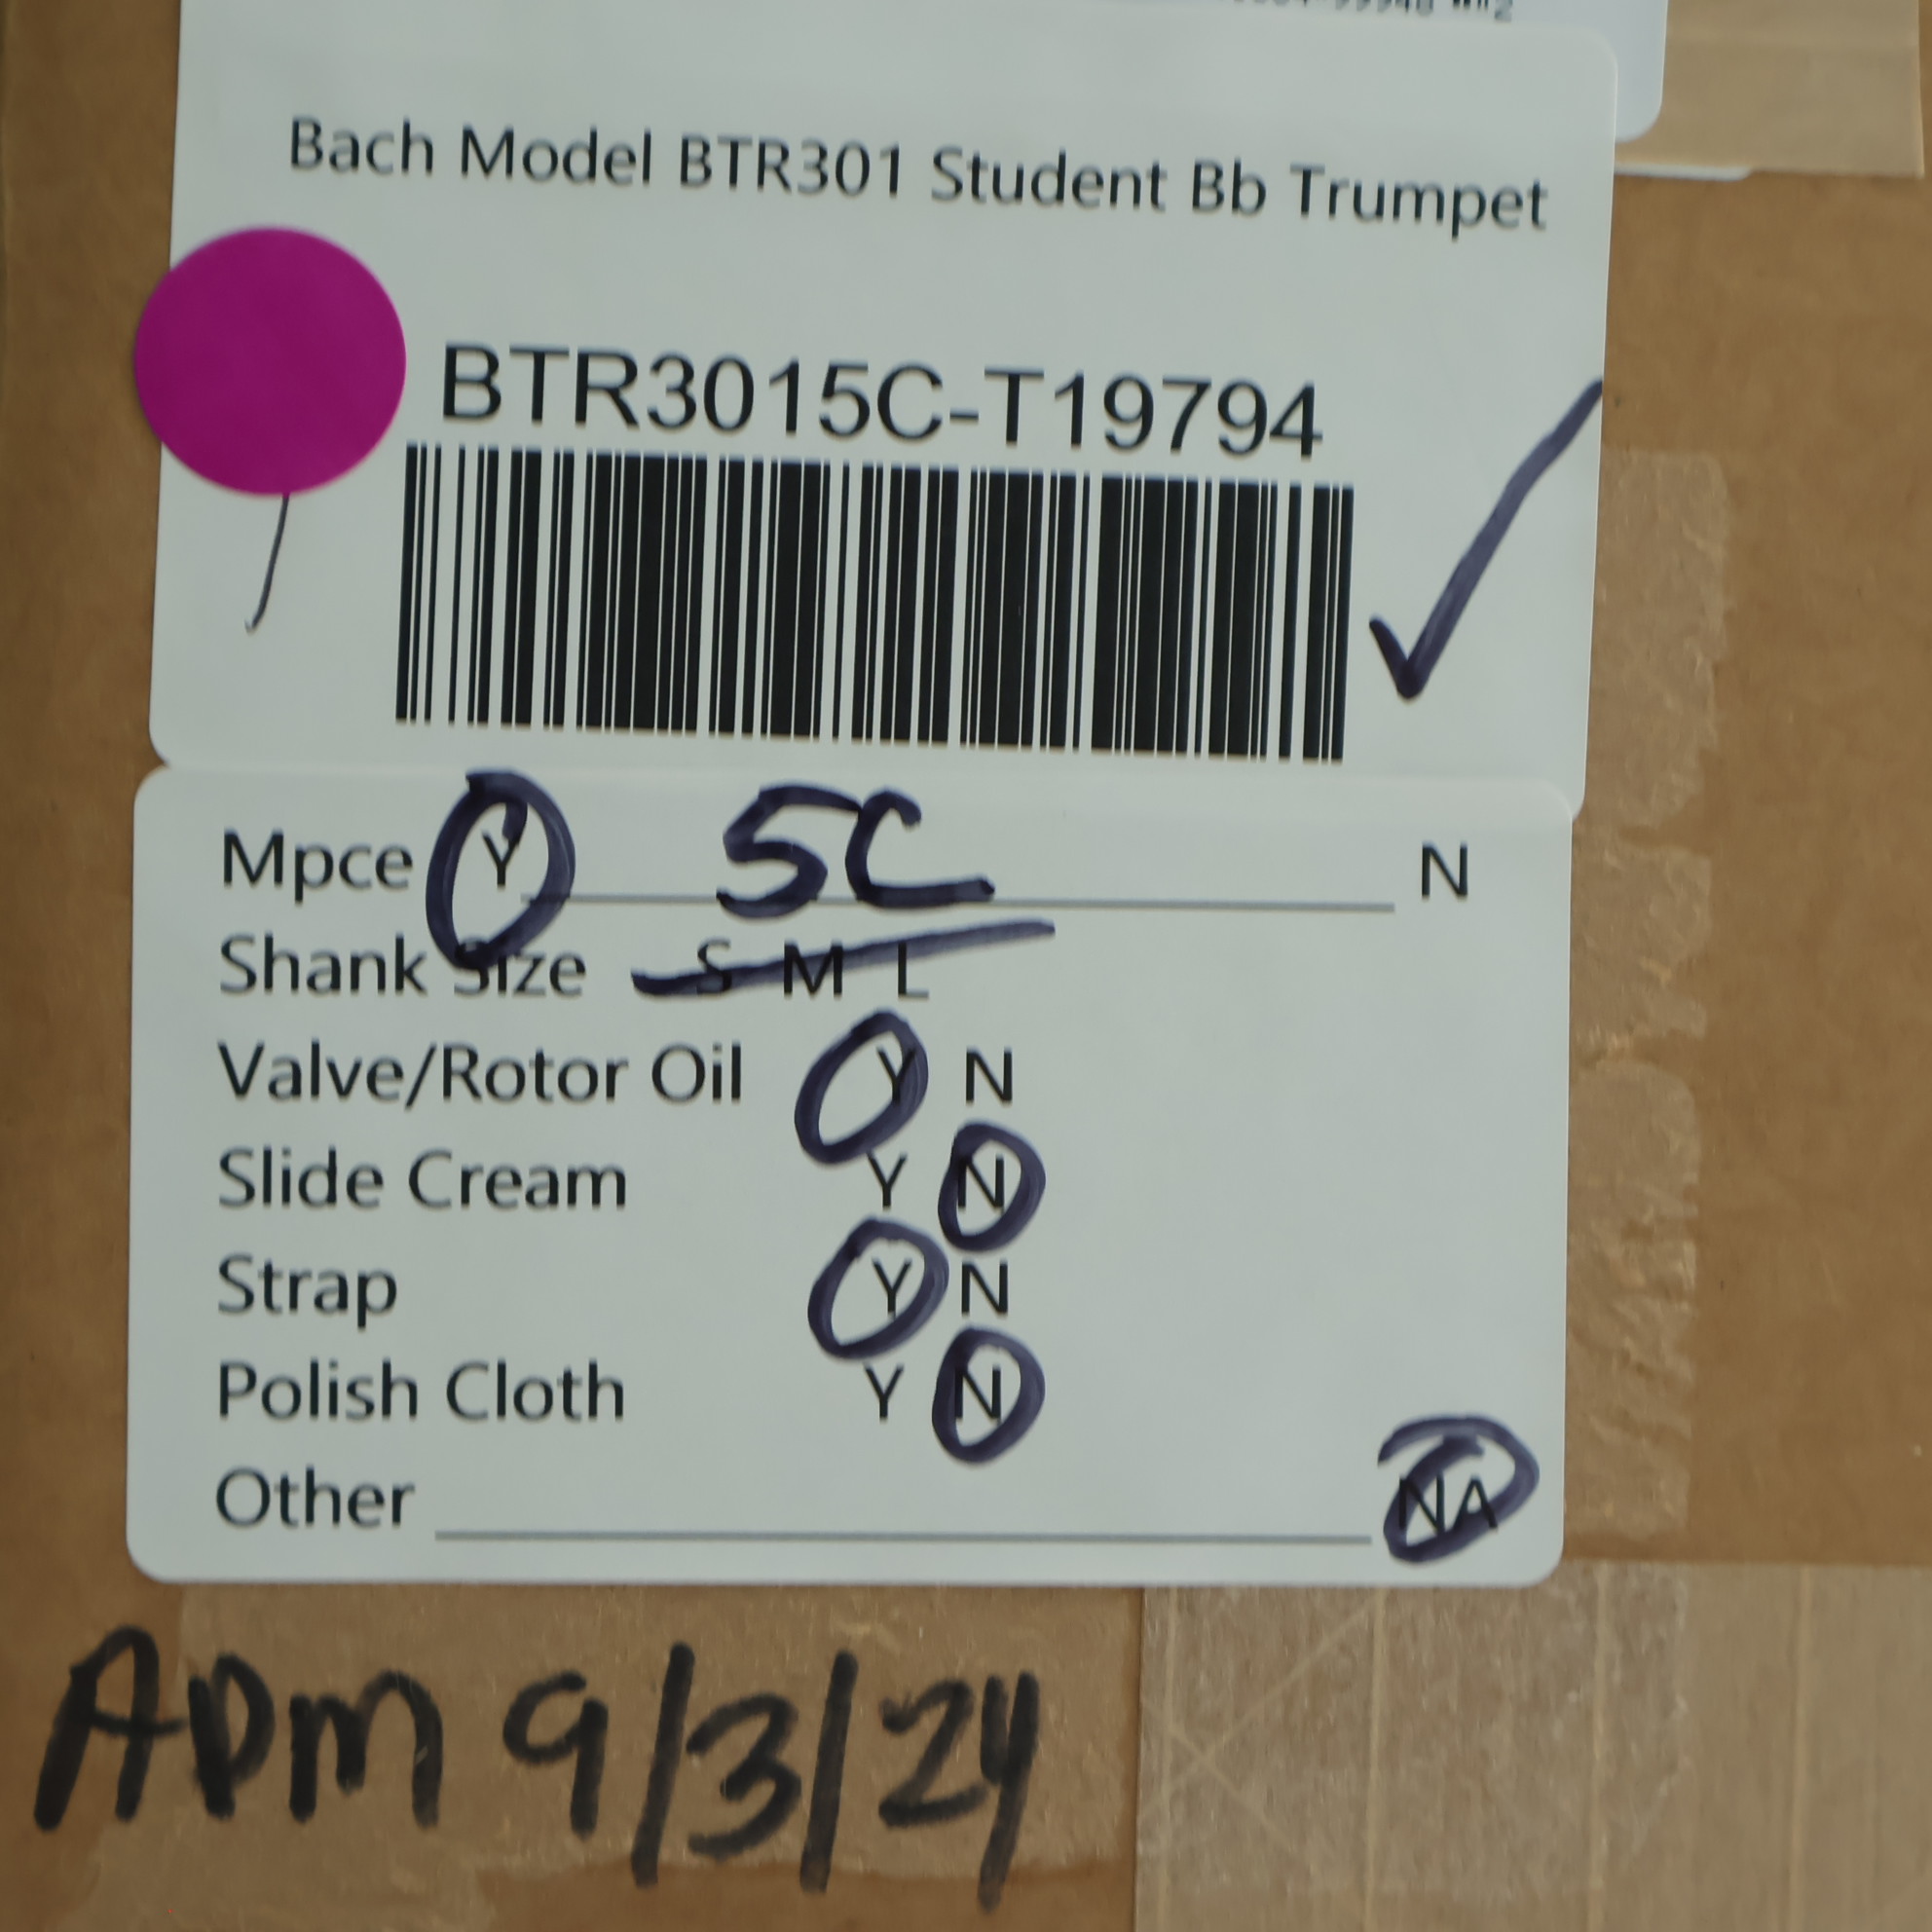 Bach Model BTR301 Student Bb Trumpet
BTR3015C-T19794
Mpce Y 5C N
Shank Size S M L
Valve/Rotor Oil Y N
Slide Cream Y N
Strap Y N
Polish Cloth Y N
Other NA
ADM 9/3/24